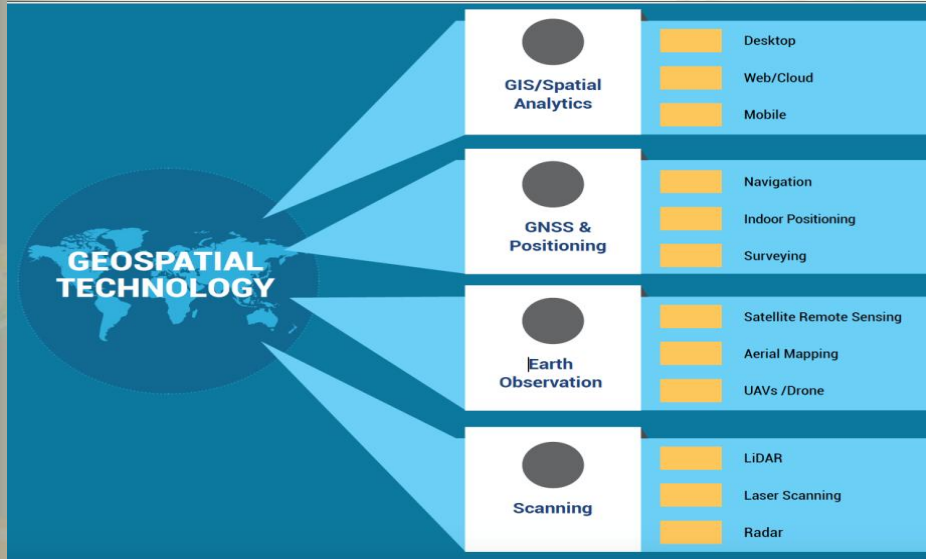 GEOSPATIAL
TECHNOLOGY
GIS/Spatial
Analytics
Desktop
Web/Cloud
Mobile
GNSS &
Positioning
Navigation
Indoor Positioning
Surveying
Earth
Observation
Satellite Remote Sensing
Aerial Mapping
UAVs /Drone
Scanning
LiDAR
Laser Scanning
Radar